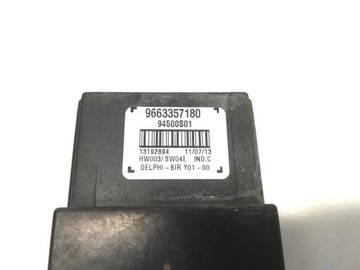 9663357180
94500S01
13192694 11/07/13
HW003/SW04E IND:C
DELPHI-BIR Y01-00